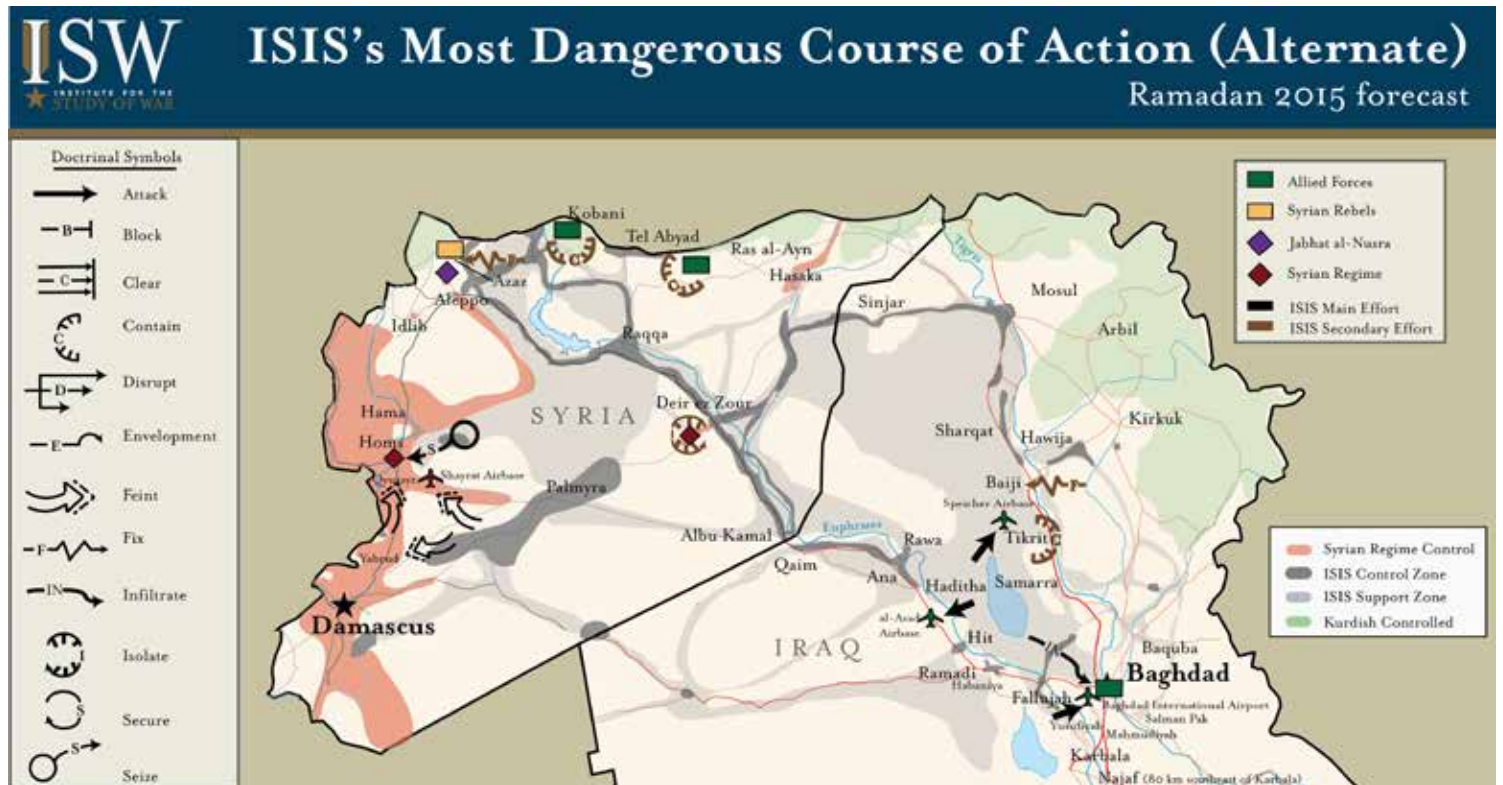 ISW
INSTITUTE FOR THE
STUDY OF WAR
ISIS's Most Dangerous Course of Action (Alternate)
Ramadan 2015 forecast
Doctrinal Symbols
Attack
B
Block
C
Clear
C
Contain
D
Disrupt
E
Envelopment
Feint
F
Fix
IN
Infiltrate
I
Isolate
S
Secure
S
Seize
Allied Forces
Syrian Rebels
Jabhat al-Nusra
Syrian Regime
ISIS Main Effort
ISIS Secondary Effort
Syrian Regime Control
ISIS Control Zone
ISIS Support Zone
Kurdish Controlled
Kobani
C
Tel Abyad
C
Ras al-Ayn
Hasaka
F
Azaz
Aleppo
Idlib
Raqqa
Sinjar
Tigris
Mosul
Arbil
SYRIA
Deir ez Zour
Hama
Homs
S
Shayrat Airbase
Palmyra
Yabrud
Damascus
Albu Kamal
Sharqat
Hawija
Kirkuk
Baiji
F
Speicher Airbase
Tikrit
C
Samarra
Euphrates
Rawa
Qaim
Ana
Haditha
al-Asad
Airbase
Hit
IRAQ
Ramadi
Habaniya
Fallujah
Baquba
Baghdad
Baghdad International Airport
Salman Pak
Yusufiyah
Mahmudiyah
Karbala
Najaf (80 km southeast of Karbala)